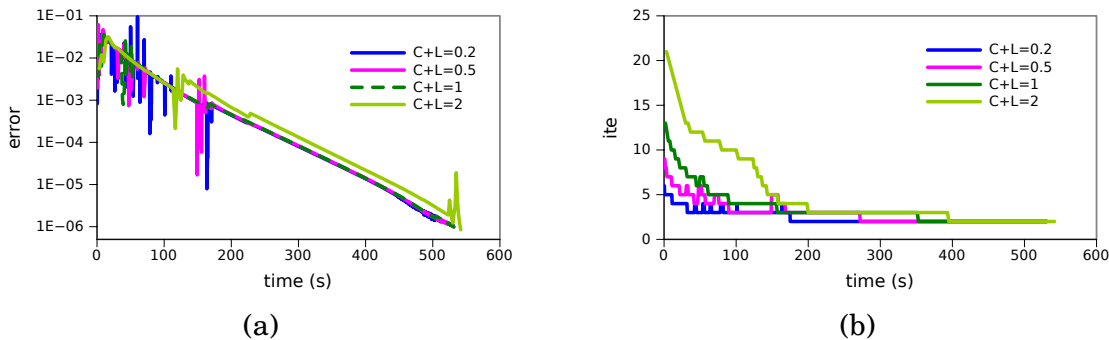 1E−01
1E−02
1E−03
1E−04
1E−05
1E−06
error
0 100 200 300 400 500 600
time (s)
C+L=0.2
C+L=0.5
C+L=1
C+L=2
(a)
25
20
15
10
5
0
ite
0 100 200 300 400 500 600
time (s)
C+L=0.2
C+L=0.5
C+L=1
C+L=2
(b)